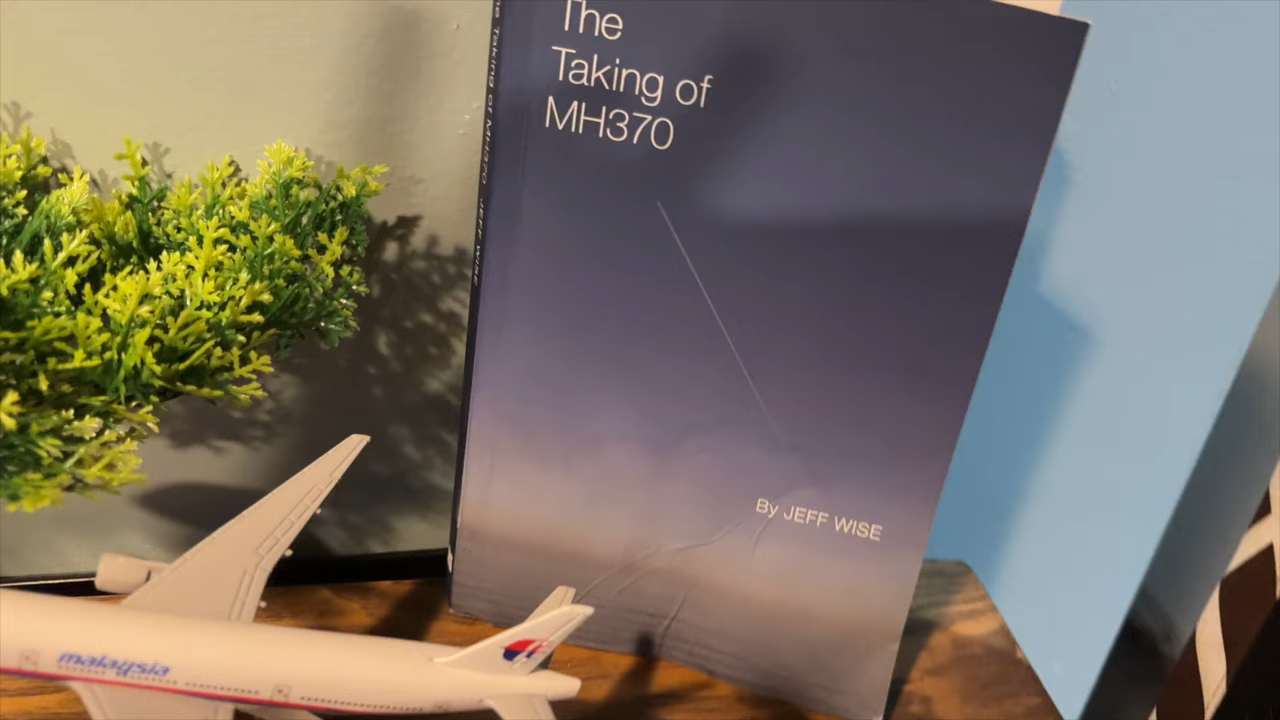 The
Taking of
MH370
By JEFF WISE
The Taking of MH370 JEFF WISE
malaysia